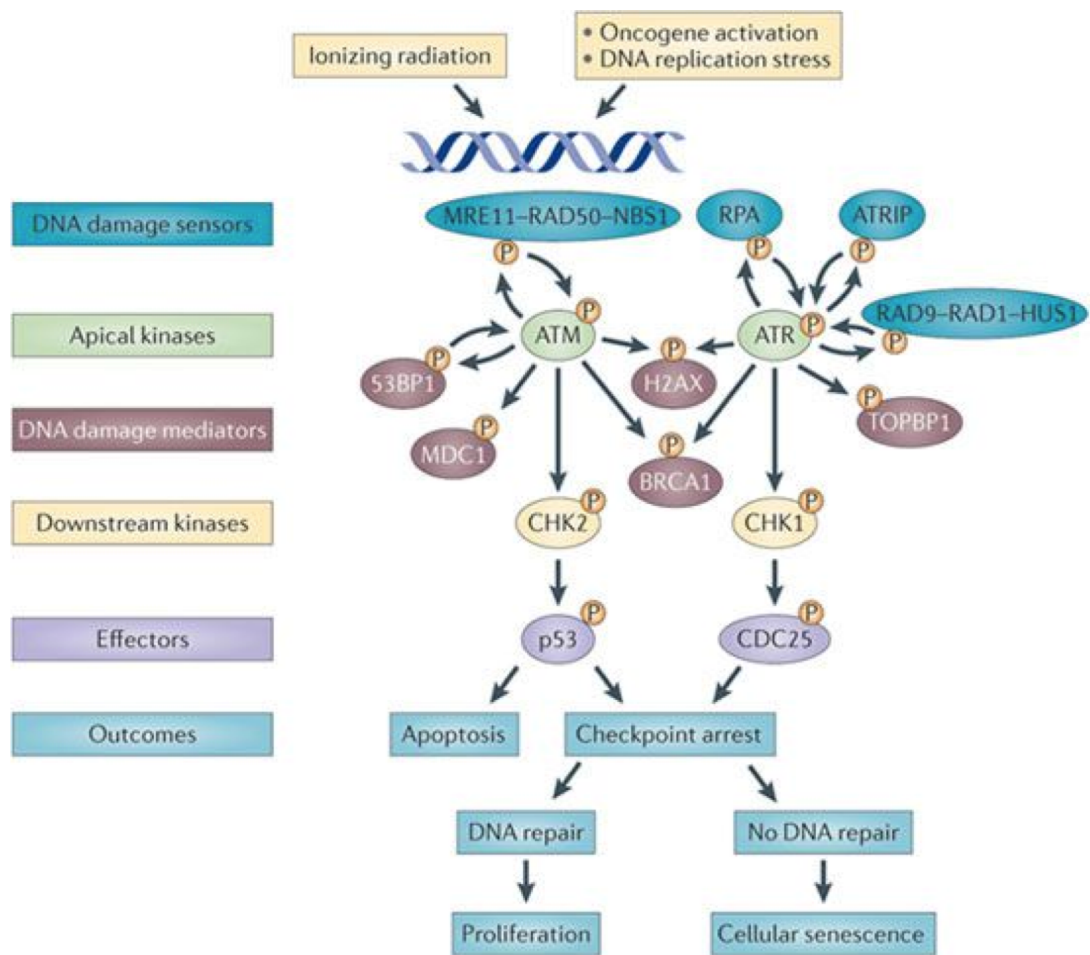 Ionizing radiation
• Oncogene activation
• DNA replication stress
DNA damage sensors
MRE11–RAD50–NBS1
RPA
ATRIP
P
P
P
RAD9–RAD1–HUS1
P
P
P
Apical kinases
ATM
ATR
P
P
53BP1
H2AX
P
TOPBP1
DNA damage mediators
P
MDC1
P
BRCA1
Downstream kinases
CHK2
P
CHK1
P
Effectors
p53
P
CDC25
P
Outcomes
Apoptosis
Checkpoint arrest
DNA repair
No DNA repair
Proliferation
Cellular senescence